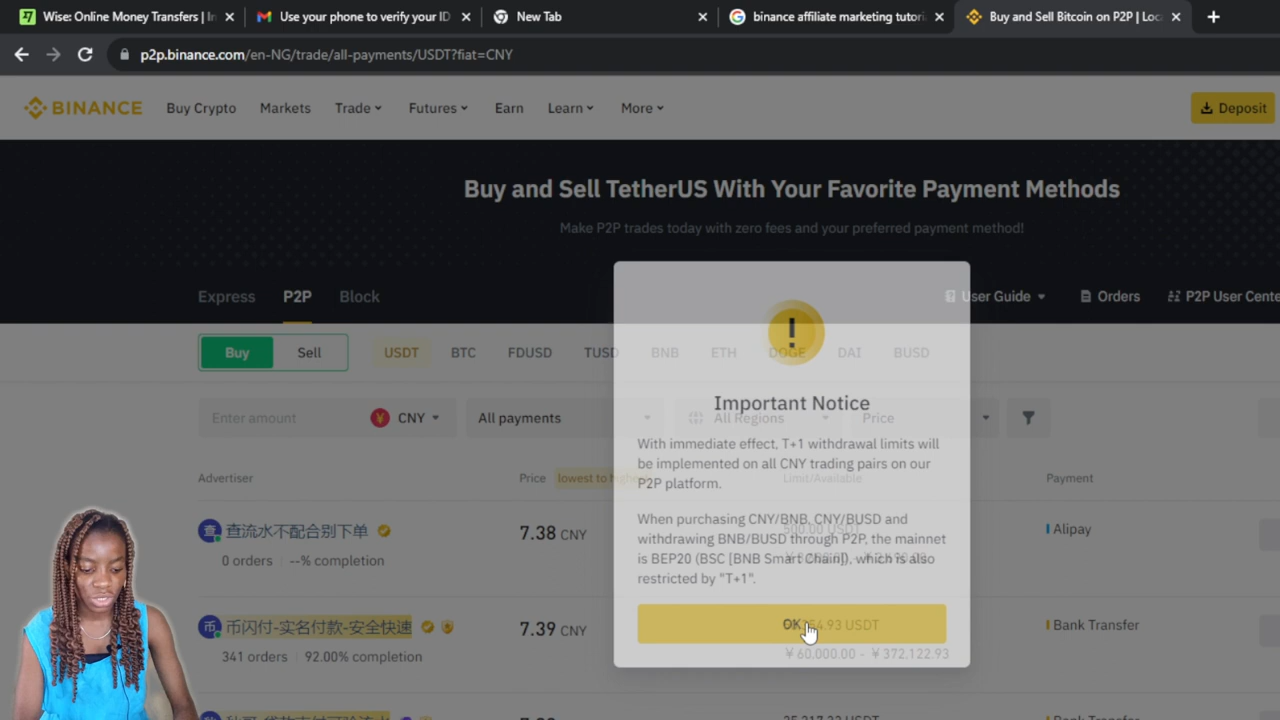 Wise: Online Money Transfers | In
Use your phone to verify your ID
New Tab
binance affiliate marketing tutori
Buy and Sell Bitcoin on P2P | Loc
p2p.binance.com/en-NG/trade/all-payments/USDT?fiat=CNY
BINANCE Buy Crypto Markets Trade Futures Earn Learn More Deposit
Buy and Sell TetherUS With Your Favorite Payment Methods
Make P2P trades today with zero fees and your preferred payment method!
Express P2P Block User Guide Orders P2P User Cente
Buy Sell USDT BTC FDUSD TUSD BNB ETH DOGE DAI BUSD
Important Notice
Enter amount ¥ CNY All payments All Regions Price
With immediate effect, T+1 withdrawal limits will
be implemented on all CNY trading pairs on our
P2P platform.
Advertiser Price lowest to highest Limit/Available Payment
When purchasing CNY/BNB, CNY/BUSD and
withdrawing BNB/BUSD through P2P, the mainnet
is BEP20 (BSC [BNB Smart Chain]), which is also
restricted by "T+1".
查流水不配合别下单 7.38 CNY Alipay
0 orders --% completion
OK
币闪付-实名付款-安全快速 7.39 CNY Bank Transfer
341 orders 92.00% completion ¥60,000.00 - ¥372,122.93
Bank Transfer